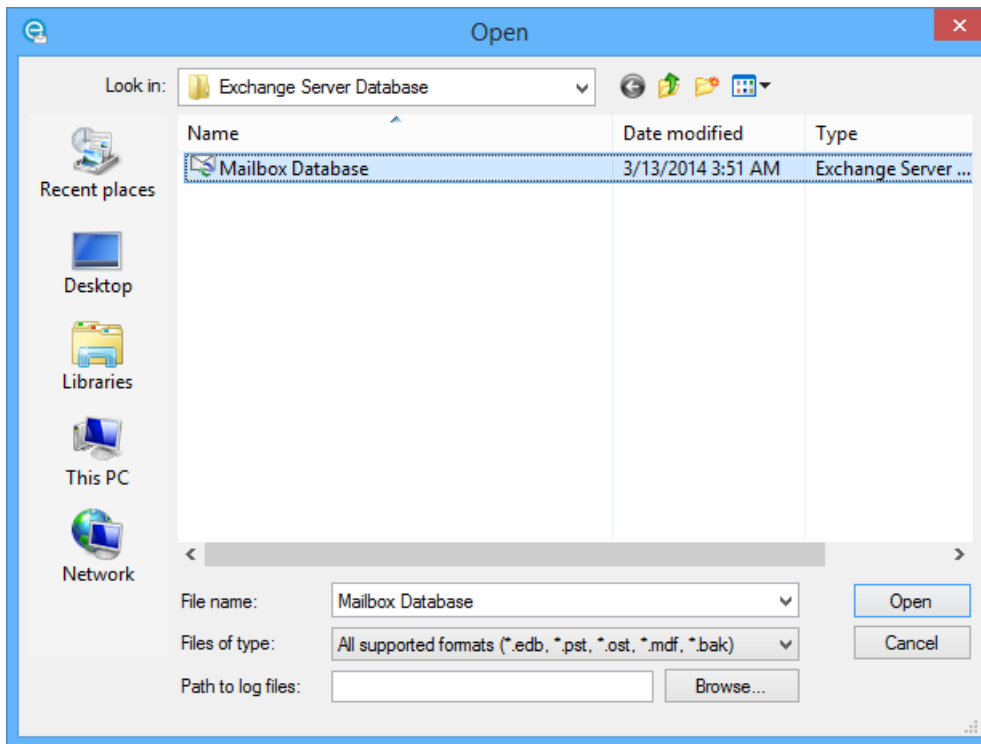 Open
Look in: Exchange Server Database
Name Date modified Type
Mailbox Database 3/13/2014 3:51 AM Exchange Server ...
Recent places
Desktop
Libraries
This PC
Network
File name: Mailbox Database Open
Files of type: All supported formats (*.edb, *.pst, *.ost, *.mdf, *.bak) Cancel
Path to log files: Browse...